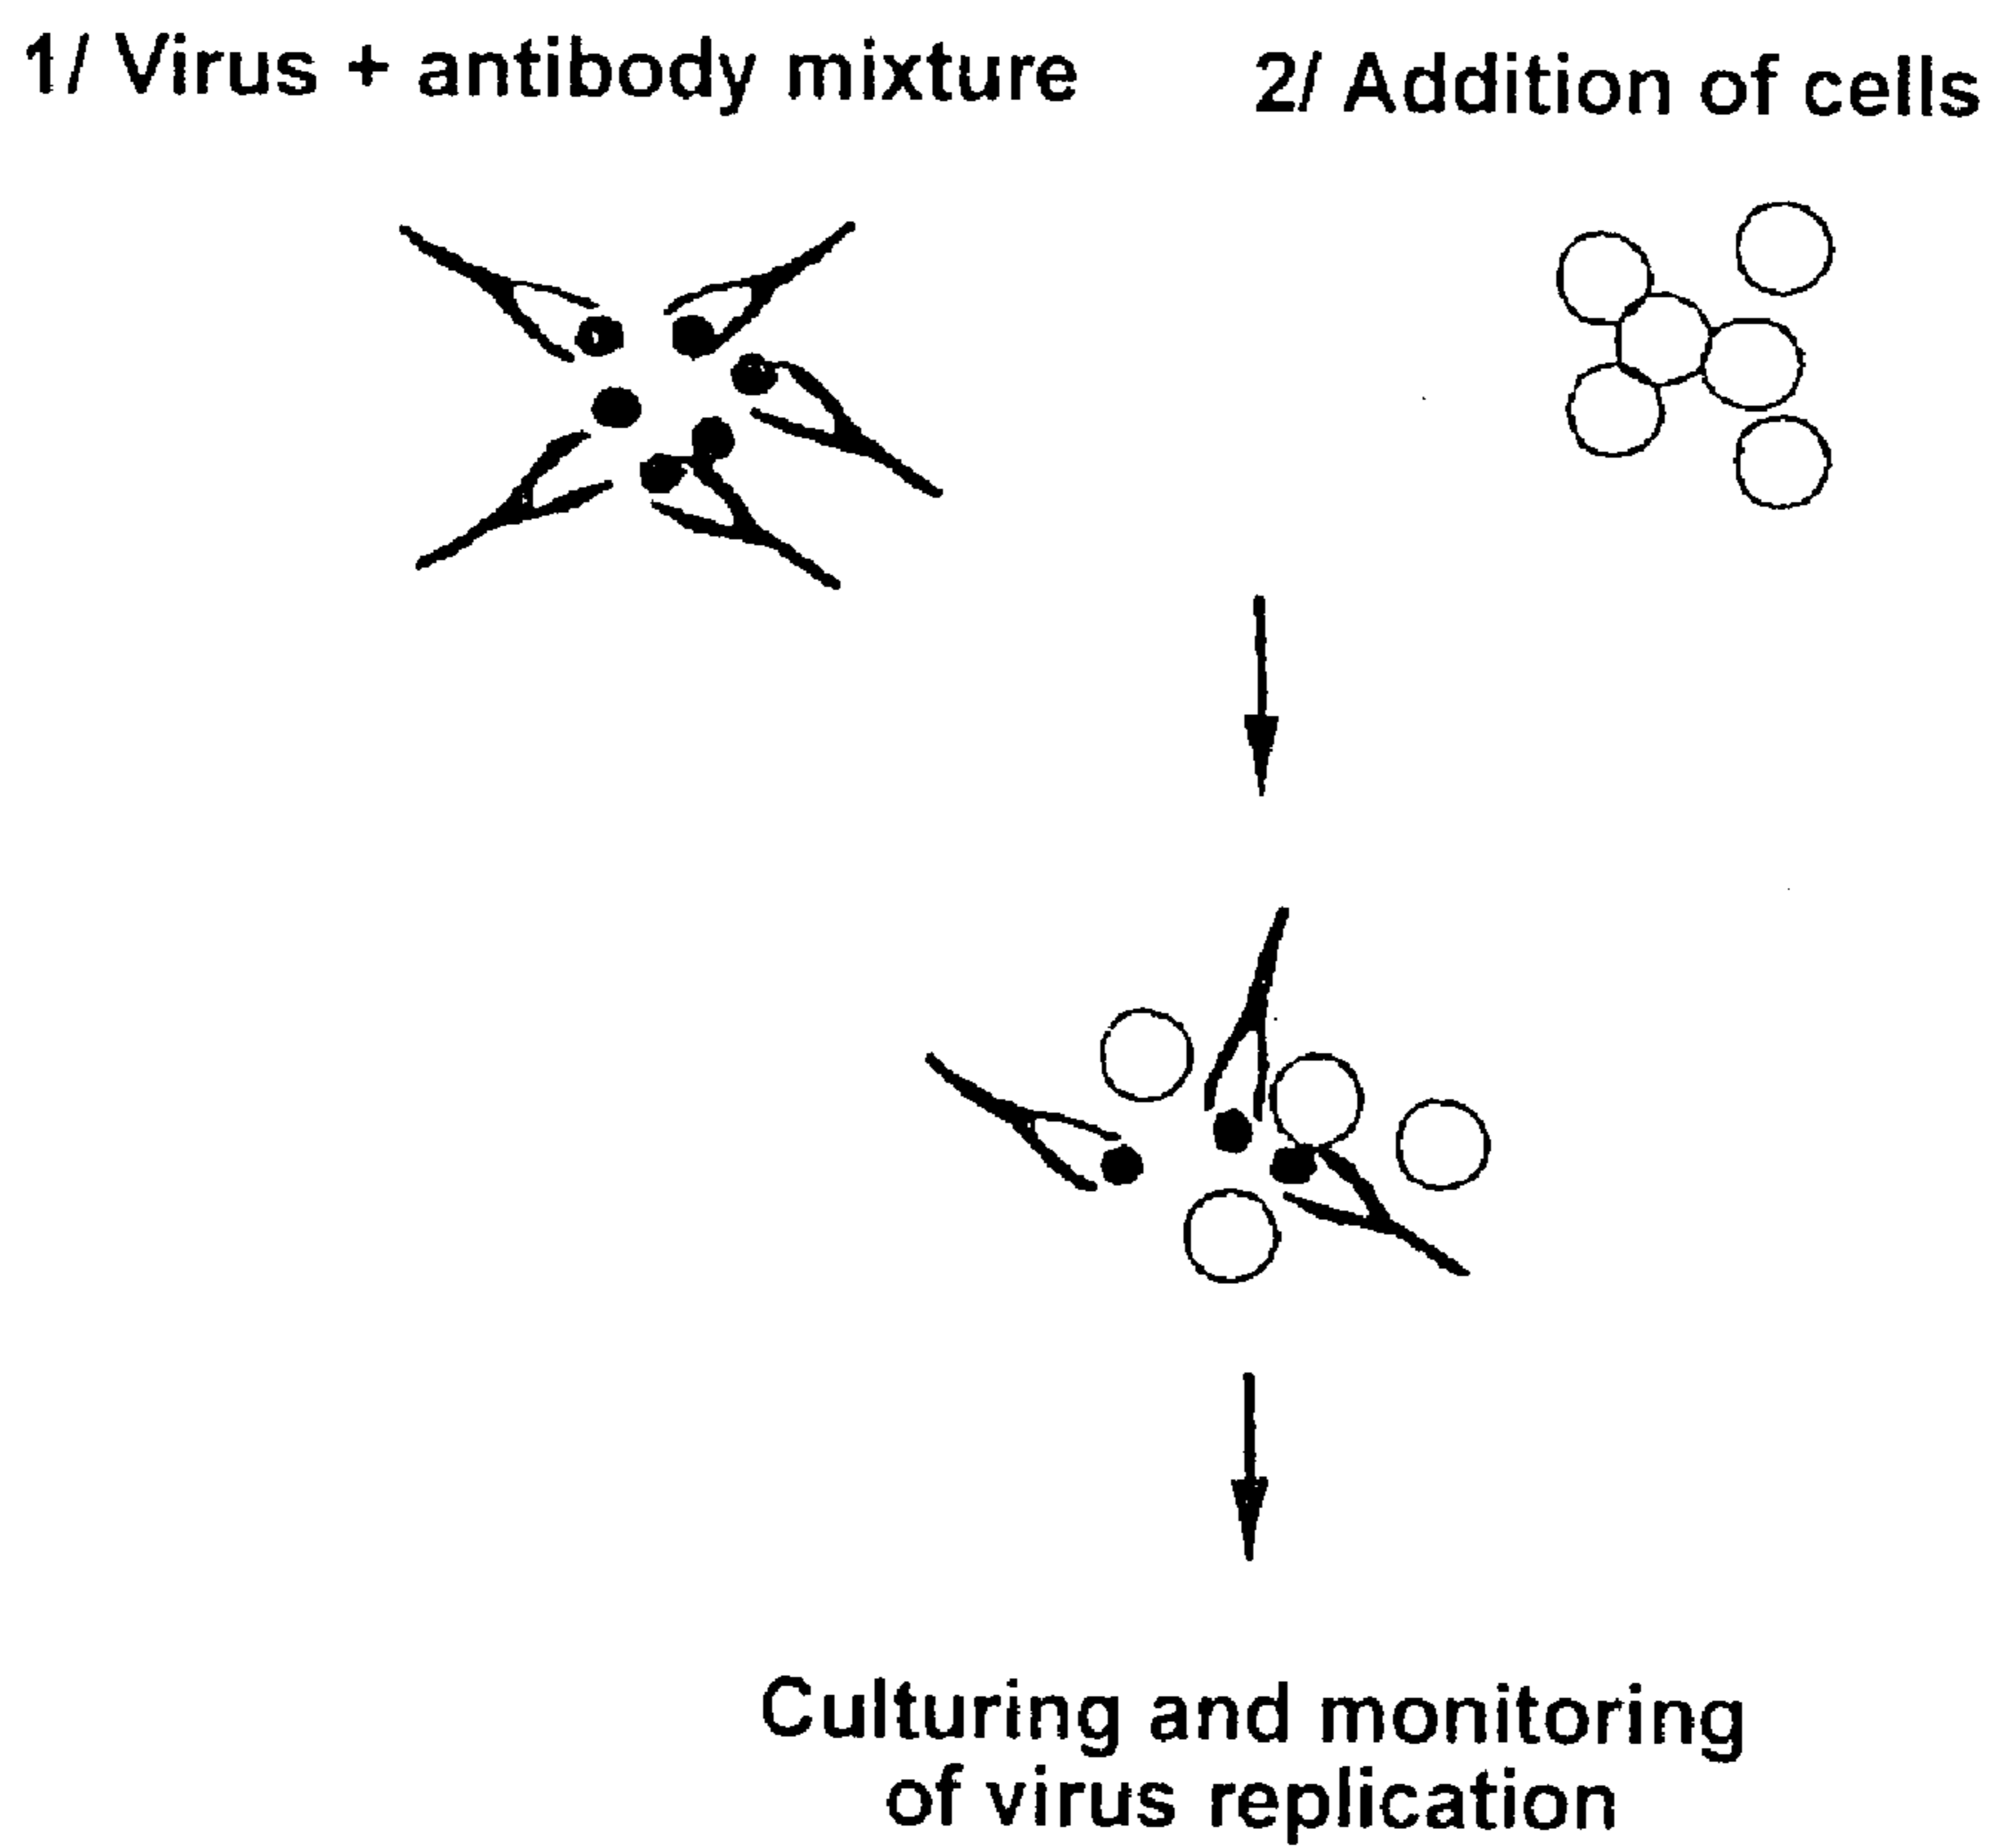 1/ Virus + antibody mixture
2/ Addition of cells
Culturing and monitoring
of virus replication